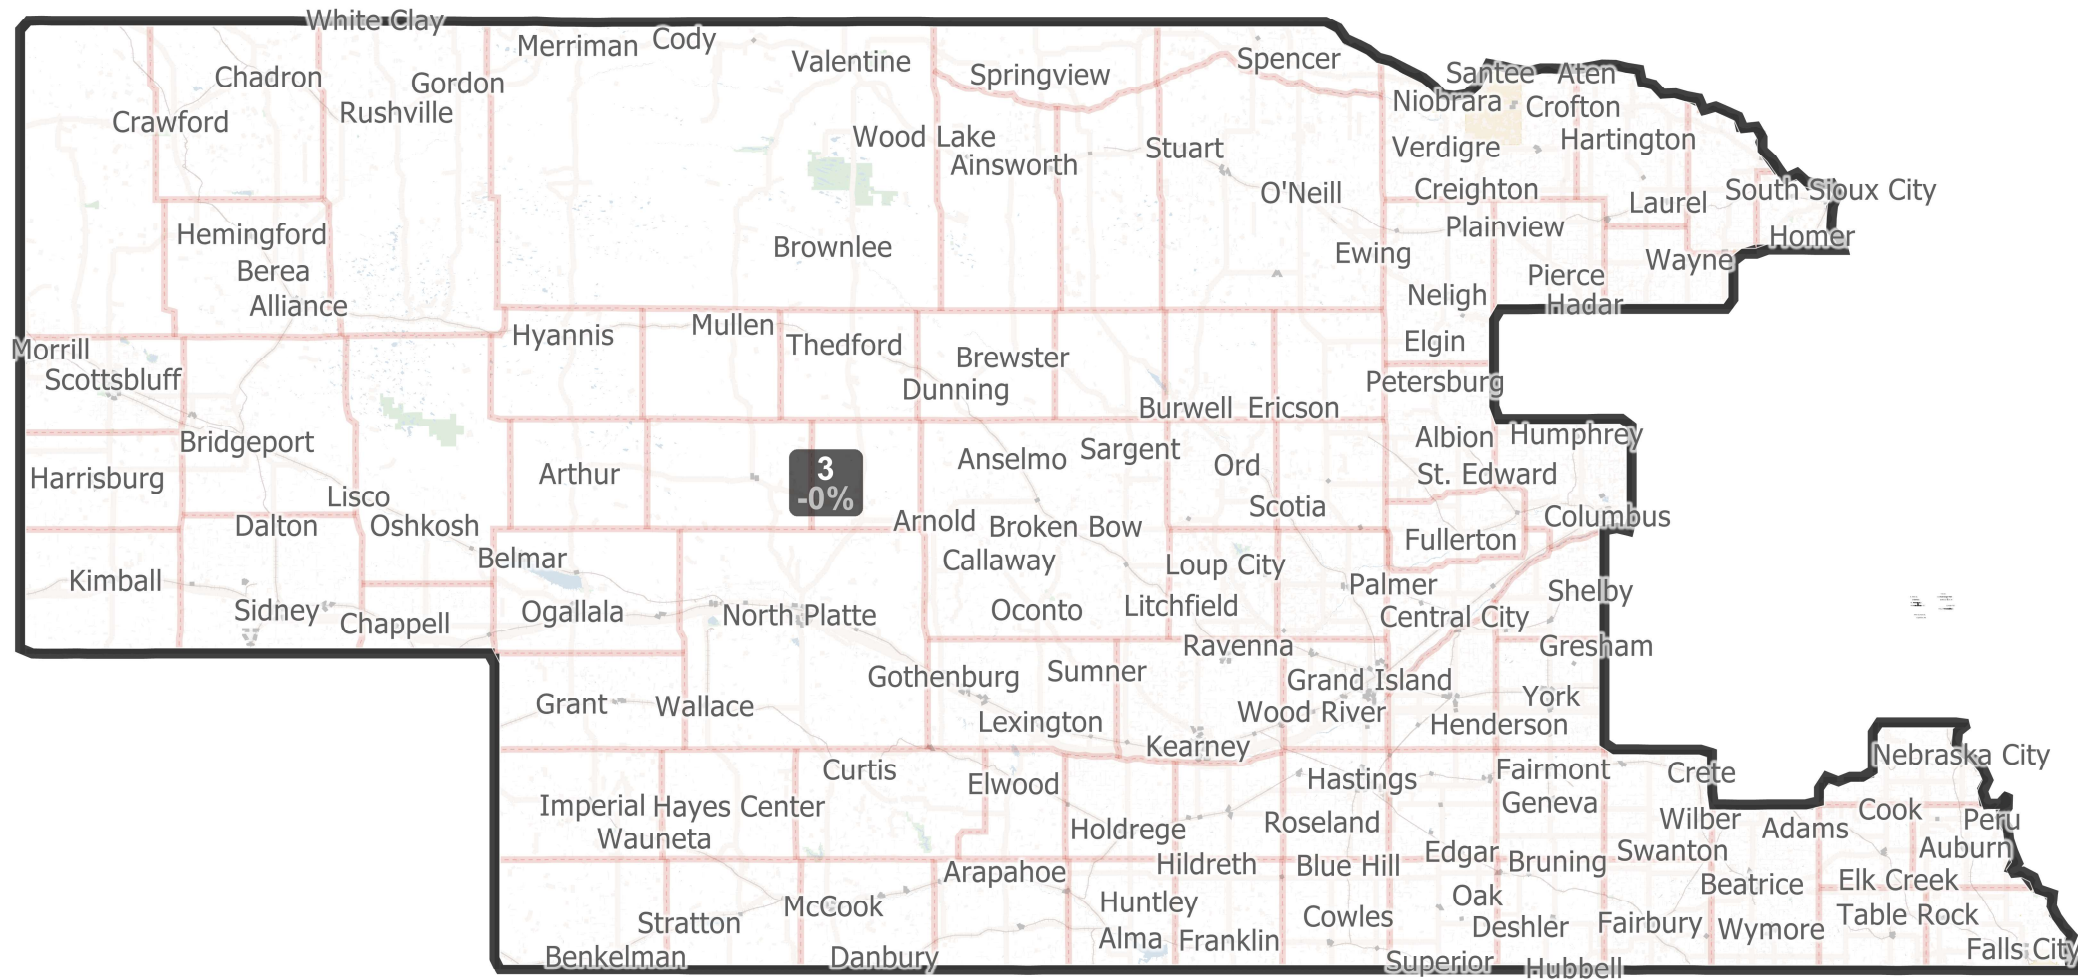 White Clay
Merriman
Cody
Valentine
Spencer
Springview
Santee
Aten
Chadron
Gordon
Niobrara
Crofton
Crawford
Rushville
Wood Lake
Hartington
Verdigre
Stuart
Ainsworth
O'Neill
Creighton
South Sioux City
Laurel
Plainview
Homer
Hemingford
Brownlee
Ewing
Wayne
Berea
Pierce
Neligh
Hadar
Alliance
Hyannis
Mullen
Thedford
Elgin
Morrill
Brewster
Scottsbluff
Dunning
Petersburg
Burwell
Ericson
Bridgeport
Albion
Humphrey
Sargent
Anselmo
Ord
3
-0%
Harrisburg
Arthur
St. Edward
Lisco
Scotia
Columbus
Dalton
Oshkosh
Arnold
Broken Bow
Fullerton
Belmar
Callaway
Loup City
Kimball
Palmer
Shelby
Sidney
Ogallala
Oconto
Litchfield
Chappell
North Platte
Central City
Ravenna
Gresham
Gothenburg
Sumner
Grand Island
Grant
Wallace
York
Wood River
Lexington
Henderson
Kearney
Nebraska City
Curtis
Elwood
Hastings
Fairmont
Crete
Imperial
Hayes Center
Geneva
Cook
Wauneta
Holdrege
Roseland
Wilber
Adams
Peru
Arapahoe
Hildreth
Blue Hill
Edgar
Bruning
Swanton
Auburn
Beatrice
Elk Creek
Stratton
McCook
Huntley
Cowles
Oak
Table Rock
Alma
Franklin
Deshler
Fairbury
Wymore
Benkelman
Danbury
Superior
Hubbell
Falls City